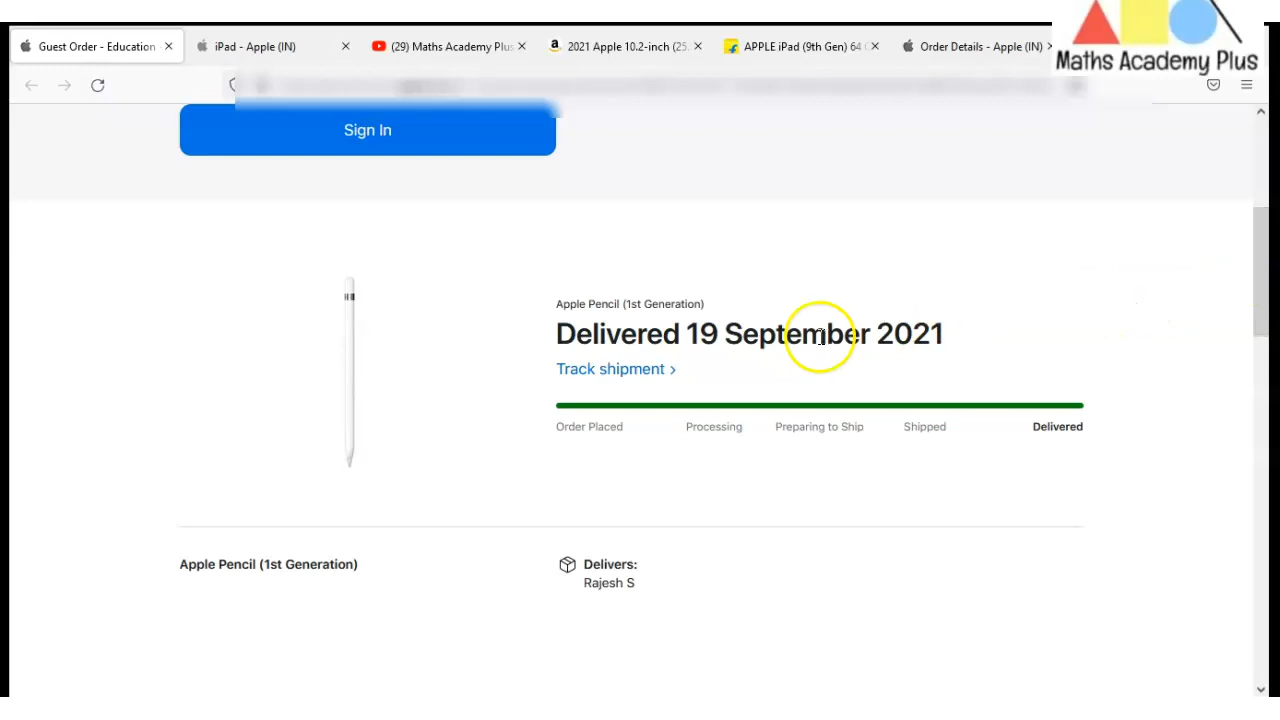 Guest Order - Education
iPad - Apple (IN)
(29) Maths Academy Plus
2021 Apple 10.2-inch (25.
APPLE iPad (9th Gen) 64
Order Details - Apple (IN)
Maths Academy Plus
Sign In
Apple Pencil (1st Generation)
Delivered 19 September 2021
Track shipment >
Order Placed
Processing
Preparing to Ship
Shipped
Delivered
Apple Pencil (1st Generation)
Delivers:
Rajesh S